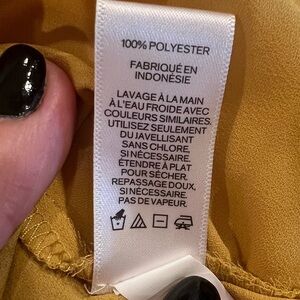 100% POLYESTER
FABRIQUÉ EN
INDONÉSIE
LAVAGE À LA MAIN
À L'EAU FROIDE AVEC
COULEURS SIMILAIRES.
UTILISEZ SEULEMENT
DU JAVELLISANT
SANS CHLORE,
SI NÉCESSAIRE.
ÉTENDRE À PLAT
POUR SÉCHER.
REPASSAGE DOUX,
SI NÉCESSAIRE.
PAS DE VAPEUR.